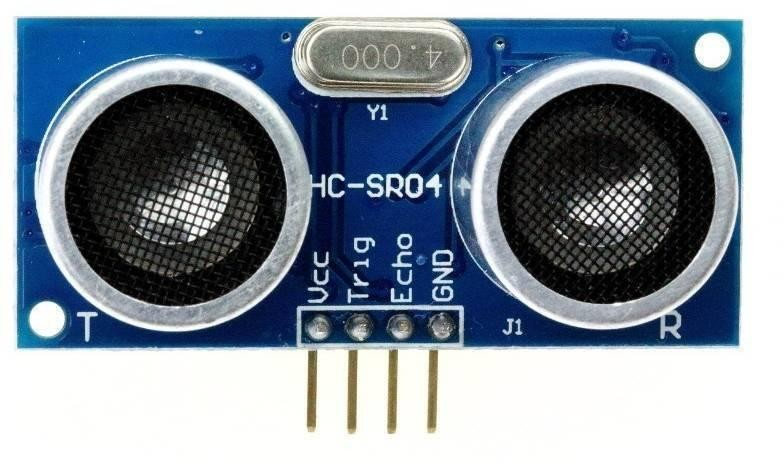 4.000
Y1
HC-SR04
Vcc
Trig
Echo
GND
T
J1
R